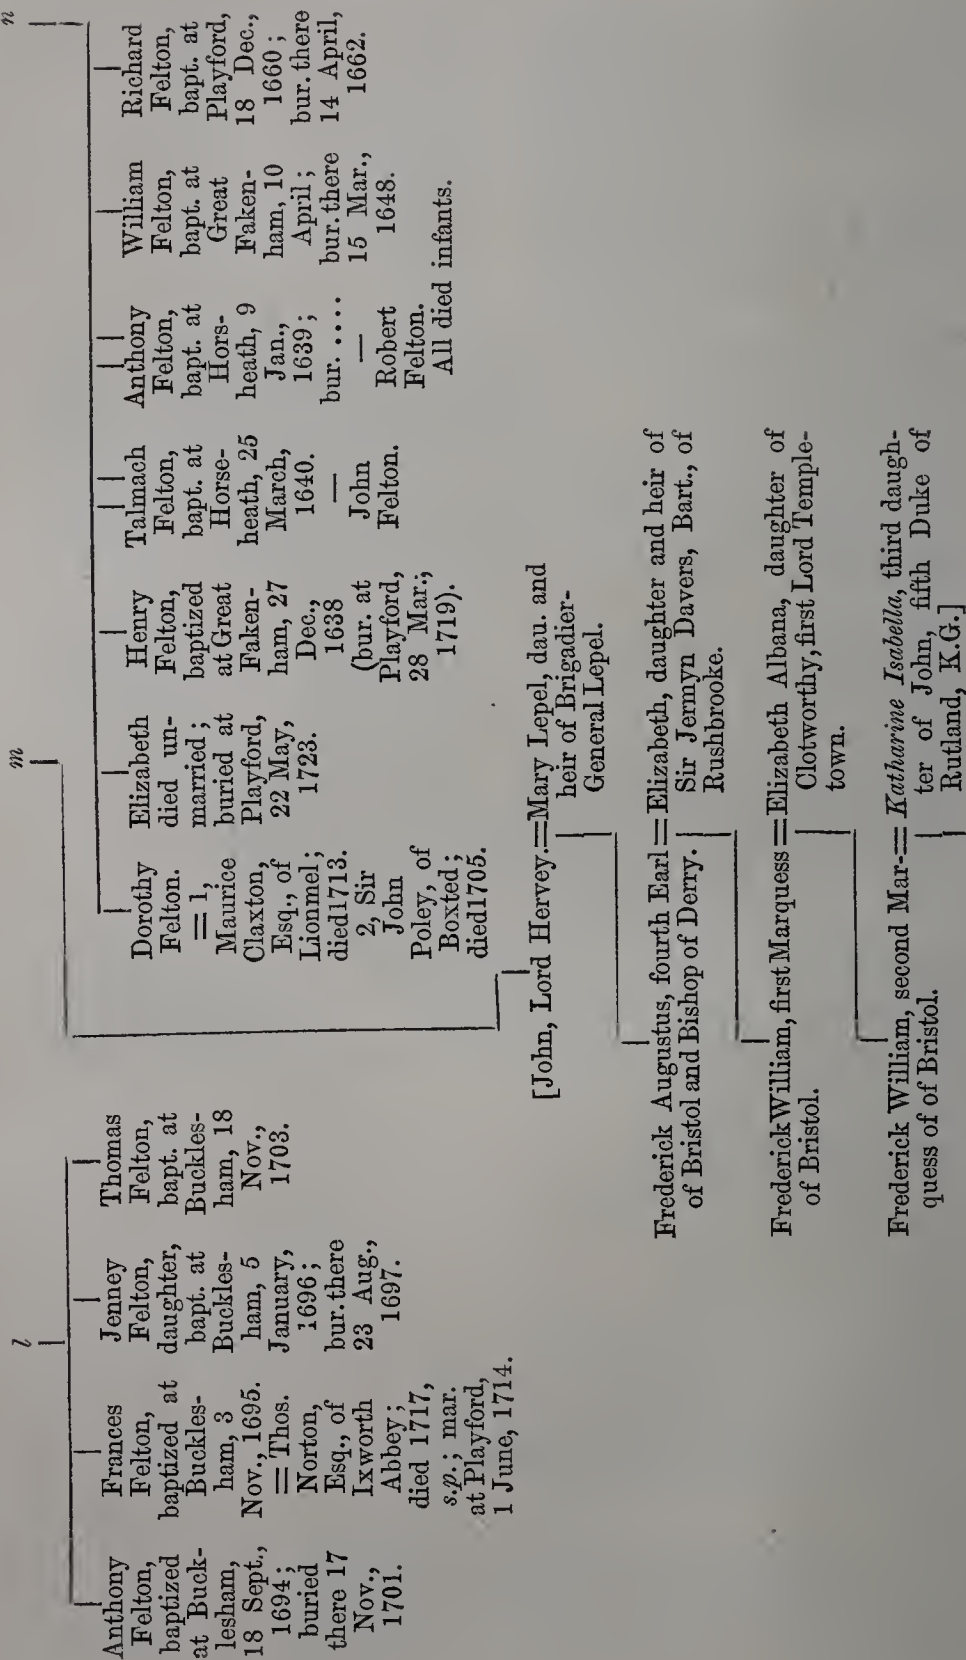 l
Anthony
Felton,
baptized
at Buck-
lesham,
18 Sept.,
1694;
buried
there 17
Nov.,
1701.
Frances
Felton,
baptized at
Buckles-
ham, 3
Nov., 1695.
= Thos.
Norton,
Esq., of
Ixworth
Abbey;
died 1717,
s.p.; mar.
at Playford,
1 June, 1714.
Jenney
Felton,
daughter,
bapt. at
Buckles-
ham, 5
January,
1696;
bur. there
23 Aug.,
1697.
Thomas
Felton,
bapt. at
Buckles-
ham, 18
Nov.,
1703.
m
n
Dorothy
Felton.
= 1,
Maurice
Claxton,
Esq., of
Lionmel;
died 1713.
2, Sir
John
Poley, of
Boxted;
died 1705.
Elizabeth
died un-
married;
buried at
Playford,
22 May,
1723.
Henry
Felton,
baptized
at Great
Faken-
ham, 27
Dec.,
1638
(bur. at
Playford,
28 Mar.;
1719).
Talmach
Felton,
bapt. at
Horse-
heath, 25
March,
1640.
—
John
Felton.
Anthony
Felton,
bapt. at
Hors-
heath, 9
Jan.,
1639;
bur.....
—
Robert
Felton.
William
Felton,
bapt. at
Great
Faken-
ham, 10
April;
bur. there
15 Mar.,
1648.
Richard
Felton,
bapt. at
Playford,
18 Dec.,
1660;
bur. there
14 April,
1662.
All died infants.
[John, Lord Hervey.=Mary Lepel, dau. and
heir of Brigadier-
General Lepel.
Frederick Augustus, fourth Earl=Elizabeth, daughter and heir of
of Bristol and Bishop of Derry. Sir Jermyn Davers, Bart., of
Rushbrooke.
Frederick William, first Marquess=Elizabeth Albana, daughter of
of Bristol. Clotworthy, first Lord Temple-
town.
Frederick William, second Mar-=Katharine Isabella, third daugh-
quess of of Bristol. ter of John, fifth Duke of
Rutland, K.G.]